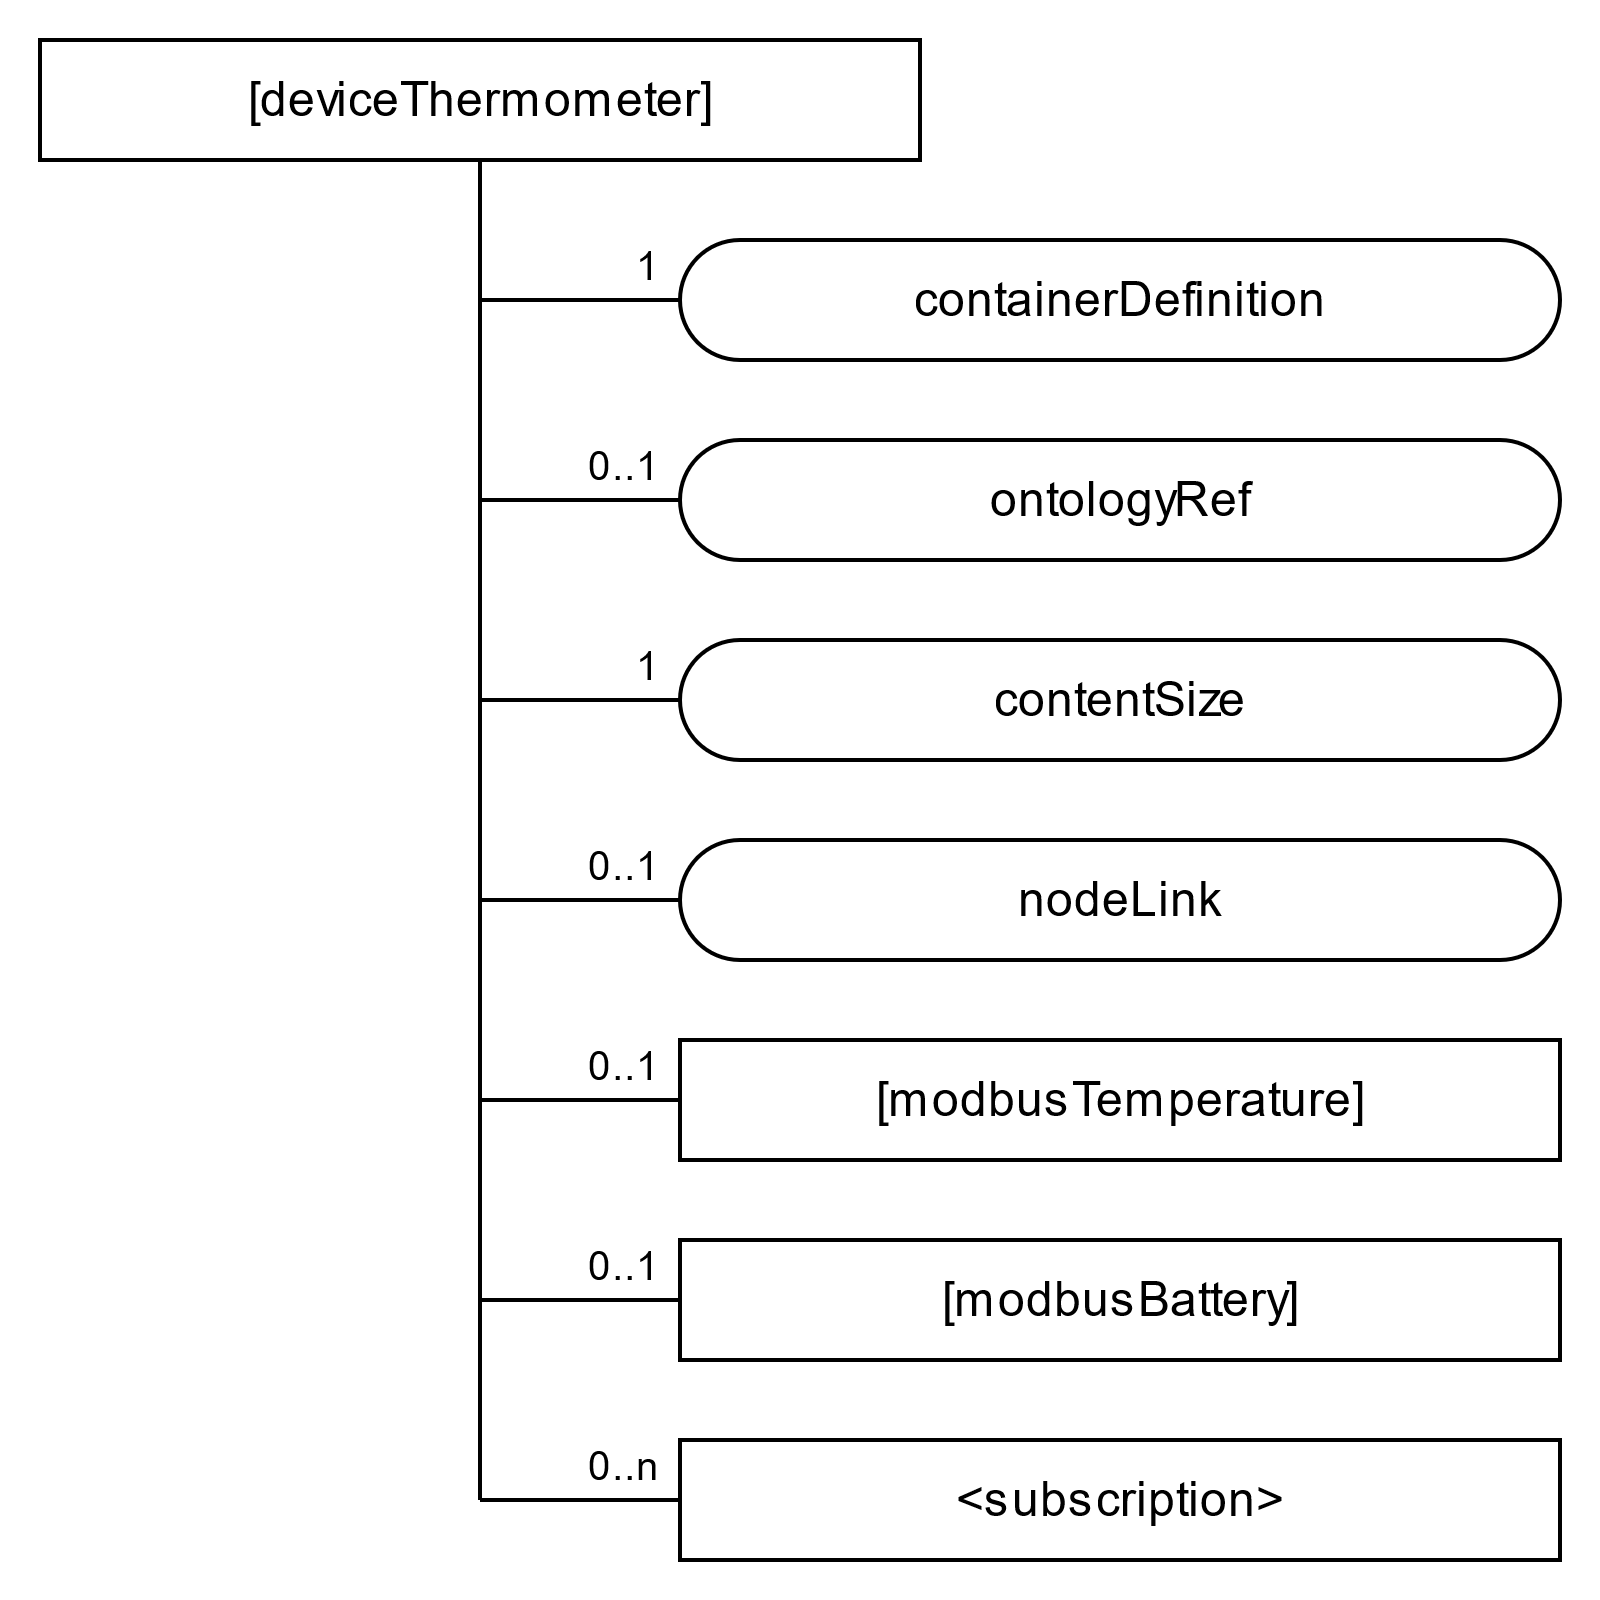 [deviceThermometer]
1
containerDefinition
0..1
ontologyRef
1
contentSize
0..1
nodeLink
0..1
[modbusTemperature]
0..1
[modbusBattery]
0..n
<subscription>